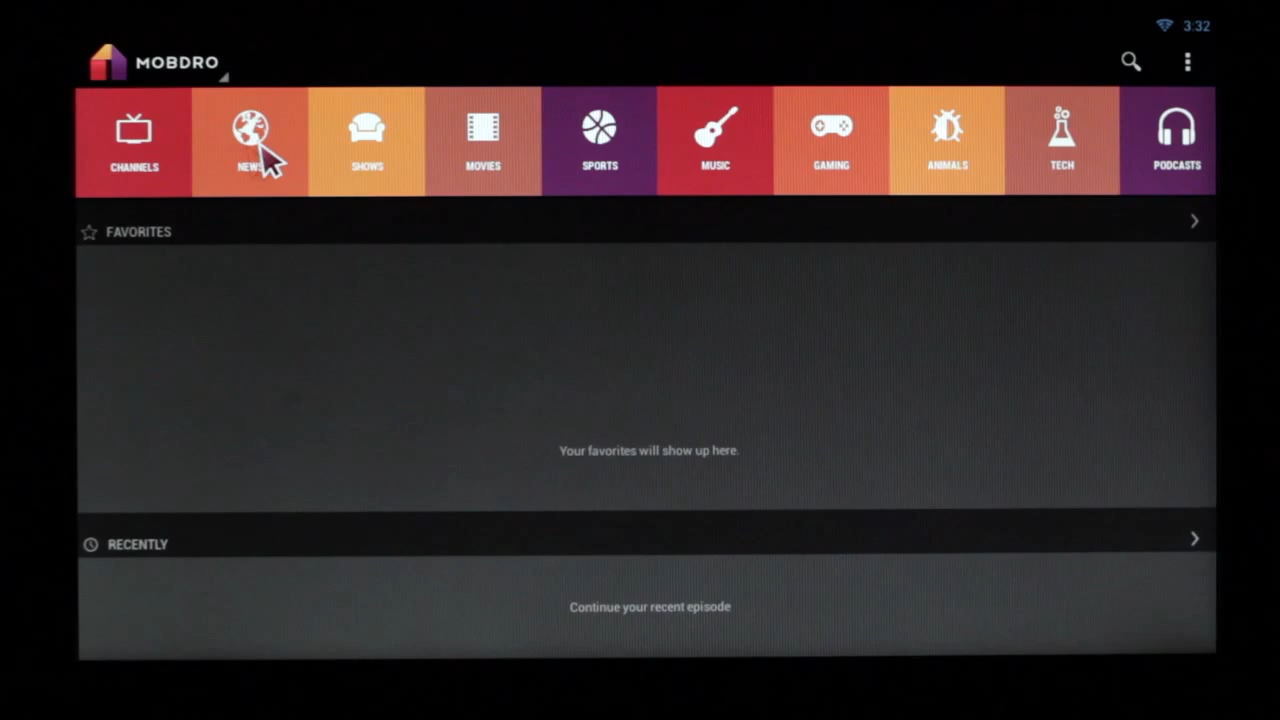 3:32
MOBDRO
CHANNELS
NEWS
SHOWS
MOVIES
SPORTS
MUSIC
GAMING
ANIMALS
TECH
PODCASTS
FAVORITES
Your favorites will show up here.
RECENTLY
Continue your recent episode